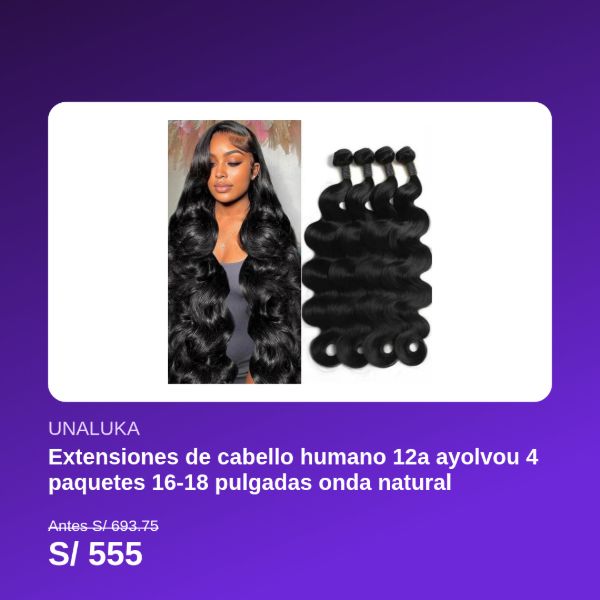 UNALUKA
Extensiones de cabello humano 12a ayolvou 4
paquetes 16-18 pulgadas onda natural
Antes S/ 693.75
S/ 555